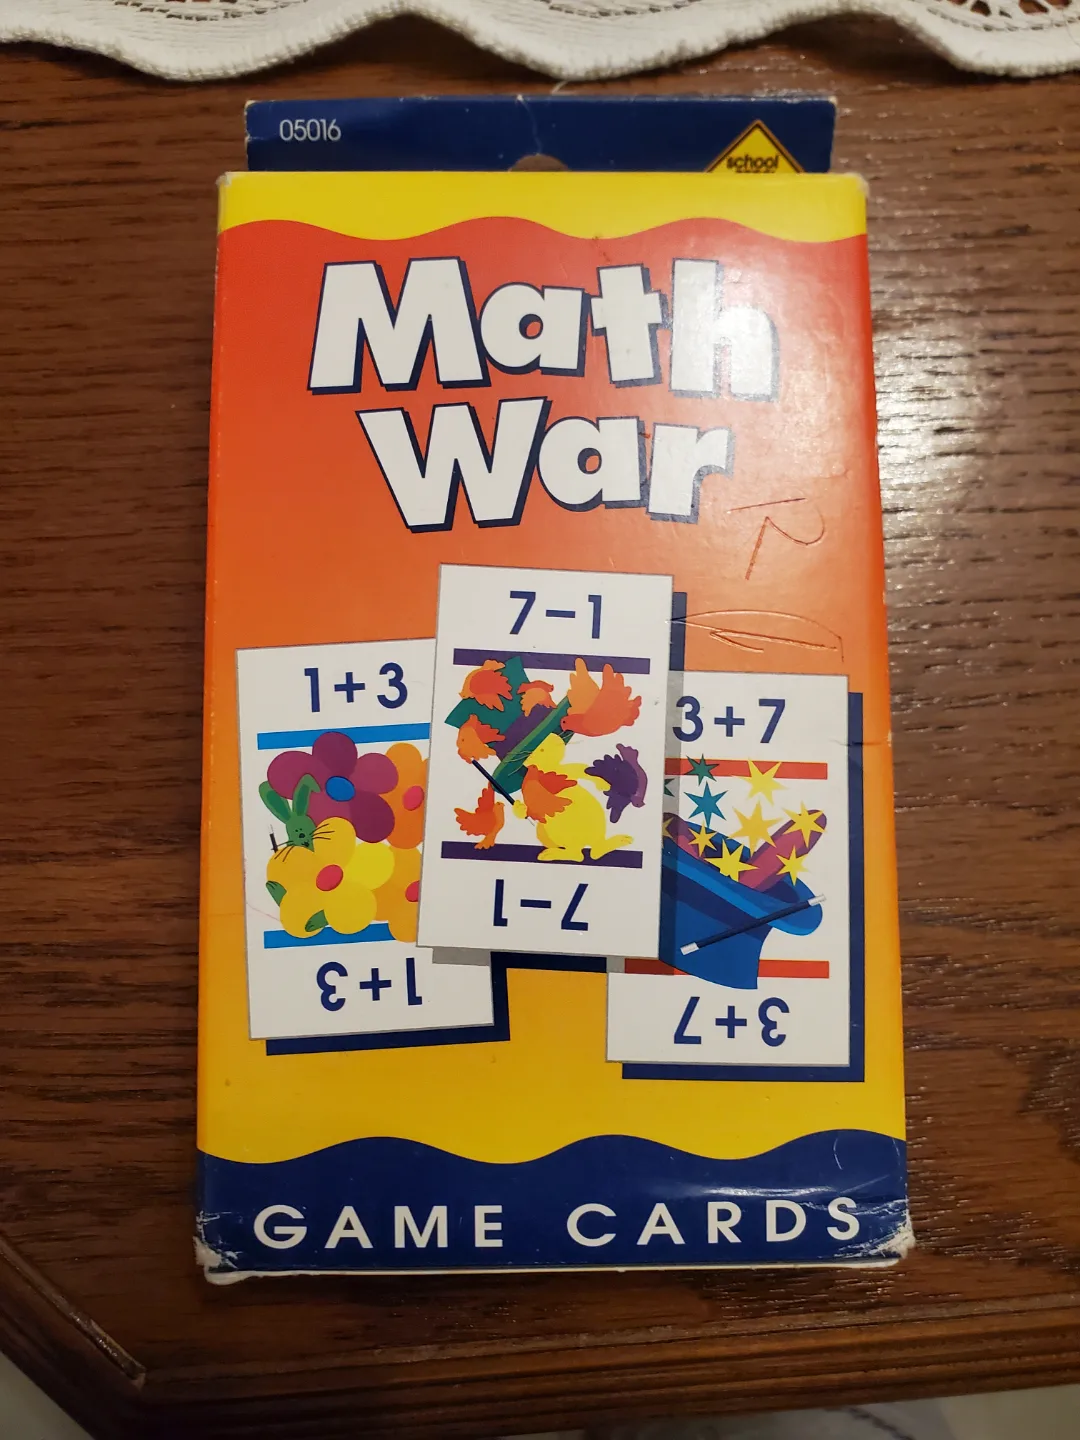 05016
school
Math
War
7-1
1+3
3+7
7-1
1+3
3+7
GAME CARDS